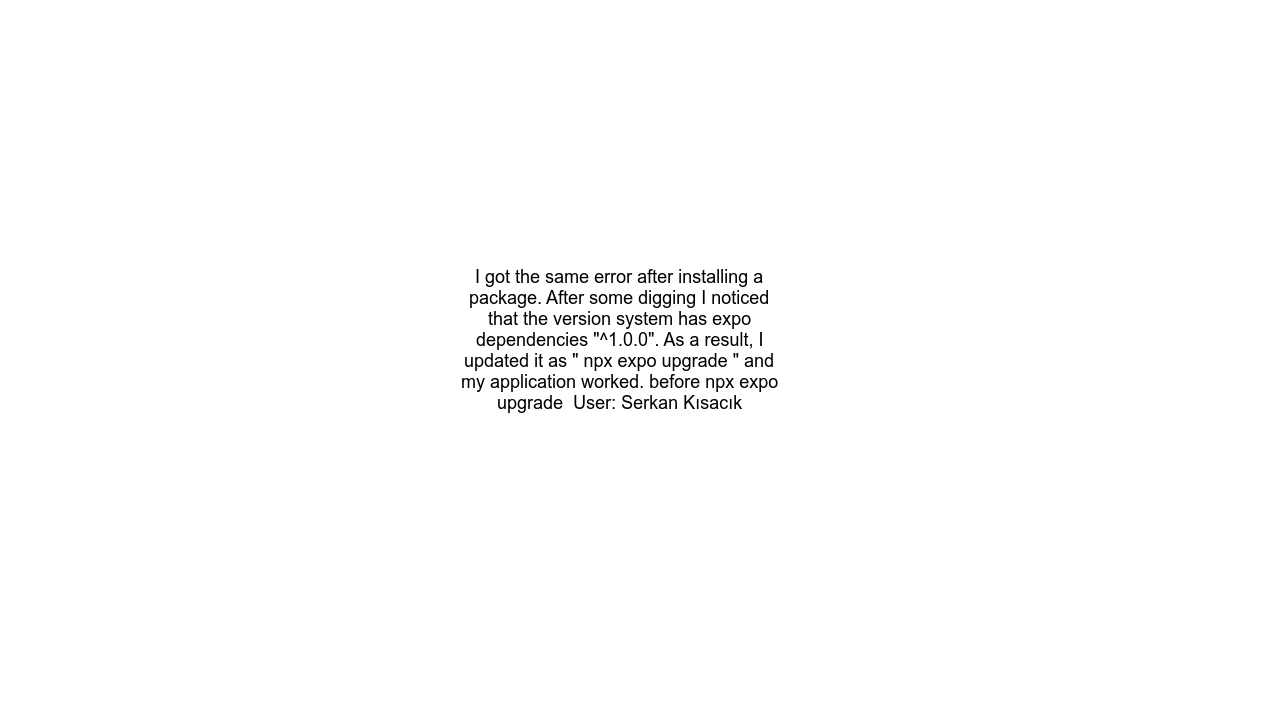 I got the same error after installing a
package. After some digging I noticed
that the version system has expo
dependencies "^1.0.0". As a result, I
updated it as " npx expo upgrade " and
my application worked. before npx expo
upgrade  User: Serkan Kısacık